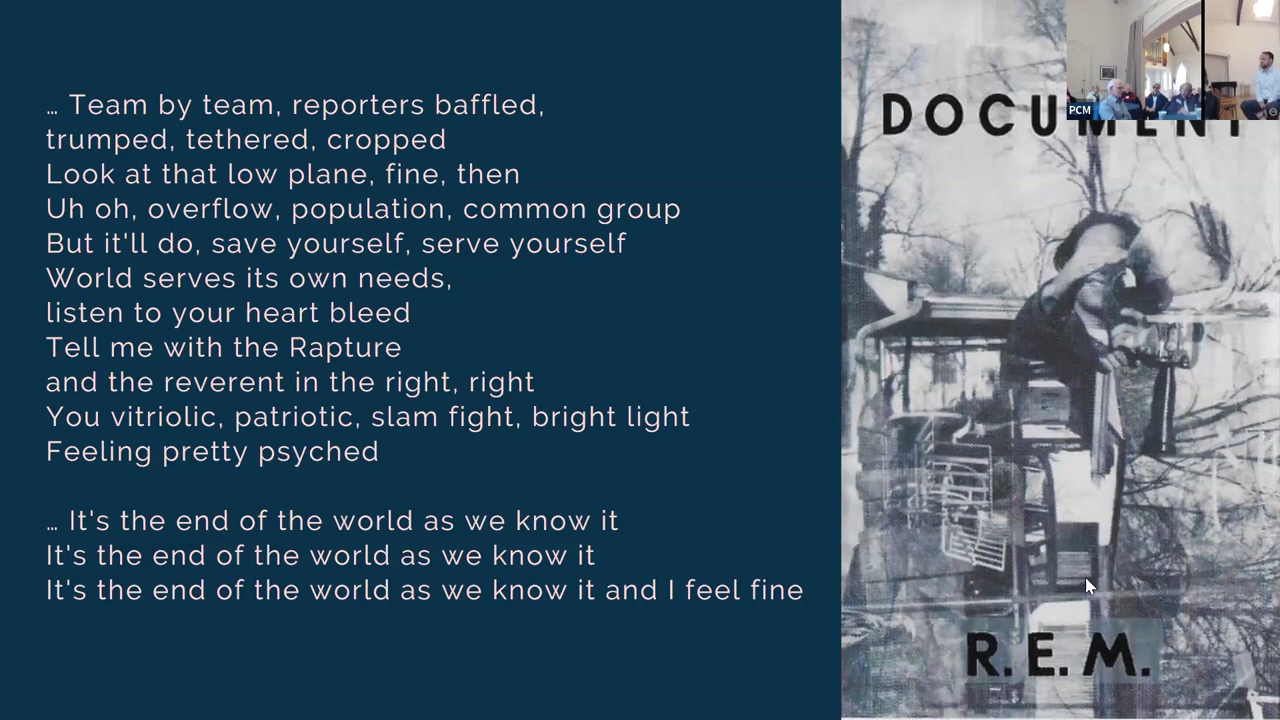 … Team by team, reporters baffled,
trumped, tethered, cropped
Look at that low plane, fine, then
Uh oh, overflow, population, common group
But it'll do, save yourself, serve yourself
World serves its own needs,
listen to your heart bleed
Tell me with the Rapture
and the reverent in the right, right
You vitriolic, patriotic, slam fight, bright light
Feeling pretty psyched
… It's the end of the world as we know it
It's the end of the world as we know it
It's the end of the world as we know it and I feel fine
PCM
DOCUMENT
R.E.M.